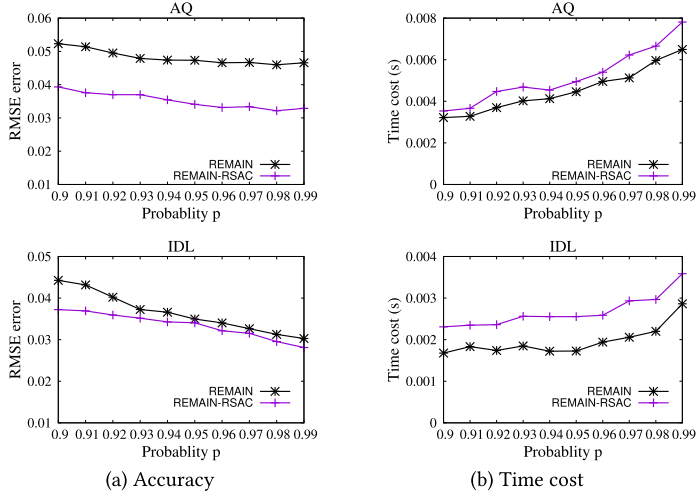 AQ
RMSE error
0.06
0.05
0.04
0.03
0.02
0.01
REMAIN
REMAIN-RSAC
0.9 0.91 0.92 0.93 0.94 0.95 0.96 0.97 0.98 0.99
Probablity p
AQ
Time cost (s)
0.008
0.006
0.004
0.002
0
REMAIN
REMAIN-RSAC
0.9 0.91 0.92 0.93 0.94 0.95 0.96 0.97 0.98 0.99
Probablity p
IDL
RMSE error
0.05
0.04
0.03
0.02
0.01
REMAIN
REMAIN-RSAC
0.9 0.91 0.92 0.93 0.94 0.95 0.96 0.97 0.98 0.99
Probablity p
(a) Accuracy
IDL
Time cost (s)
0.004
0.003
0.002
0.001
0
REMAIN
REMAIN-RSAC
0.9 0.91 0.92 0.93 0.94 0.95 0.96 0.97 0.98 0.99
Probablity p
(b) Time cost